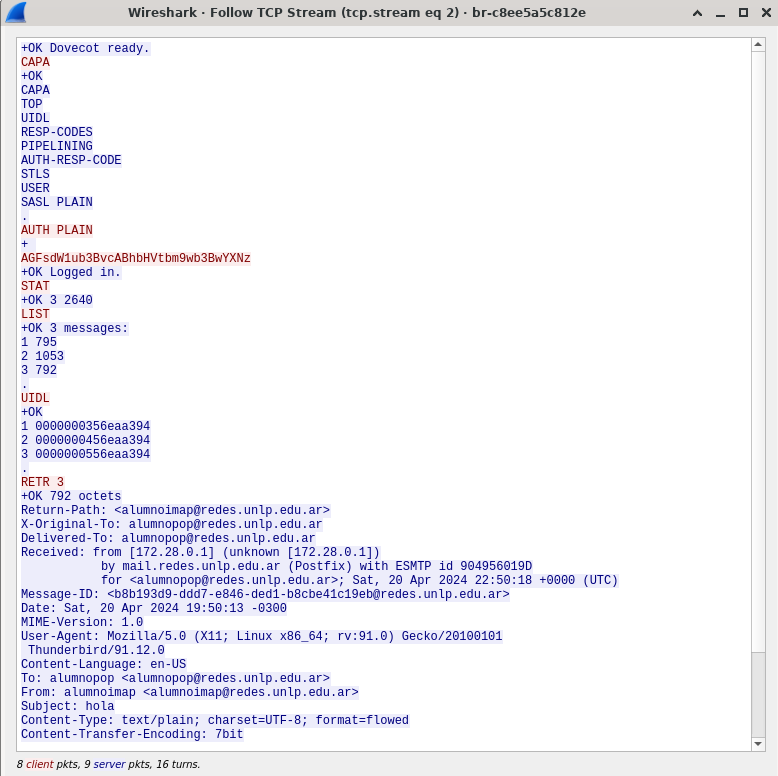 Wireshark · Follow TCP Stream (tcp.stream eq 2) · br-c8ee5a5c812e
+OK Dovecot ready.
CAPA
+OK
CAPA
TOP
UIDL
RESP-CODES
PIPELINING
AUTH-RESP-CODE
STLS
USER
SASL PLAIN
.
AUTH PLAIN
+
AGFsdW1ub3BvcABhbHVtbm9wb3BwYXNz
+OK Logged in.
STAT
+OK 3 2640
LIST
+OK 3 messages:
1 795
2 1053
3 792
.
UIDL
+OK
1 0000000356eaa394
2 0000000456eaa394
3 0000000556eaa394
.
RETR 3
+OK 792 octets
Return-Path: <alumnoimap@redes.unlp.edu.ar>
X-Original-To: alumnopop@redes.unlp.edu.ar
Delivered-To: alumnopop@redes.unlp.edu.ar
Received: from [172.28.0.1] (unknown [172.28.0.1])
by mail.redes.unlp.edu.ar (Postfix) with ESMTP id 904956019D
for <alumnopop@redes.unlp.edu.ar>; Sat, 20 Apr 2024 22:50:18 +0000 (UTC)
Message-ID: <b8b193d9-ddd7-e846-ded1-b8cbe41c19eb@redes.unlp.edu.ar>
Date: Sat, 20 Apr 2024 19:50:13 -0300
MIME-Version: 1.0
User-Agent: Mozilla/5.0 (X11; Linux x86_64; rv:91.0) Gecko/20100101
Thunderbird/91.12.0
Content-Language: en-US
To: alumnopop <alumnopop@redes.unlp.edu.ar>
From: alumnoimap <alumnoimap@redes.unlp.edu.ar>
Subject: hola
Content-Type: text/plain; charset=UTF-8; format=flowed
Content-Transfer-Encoding: 7bit
8 client pkts, 9 server pkts, 16 turns.